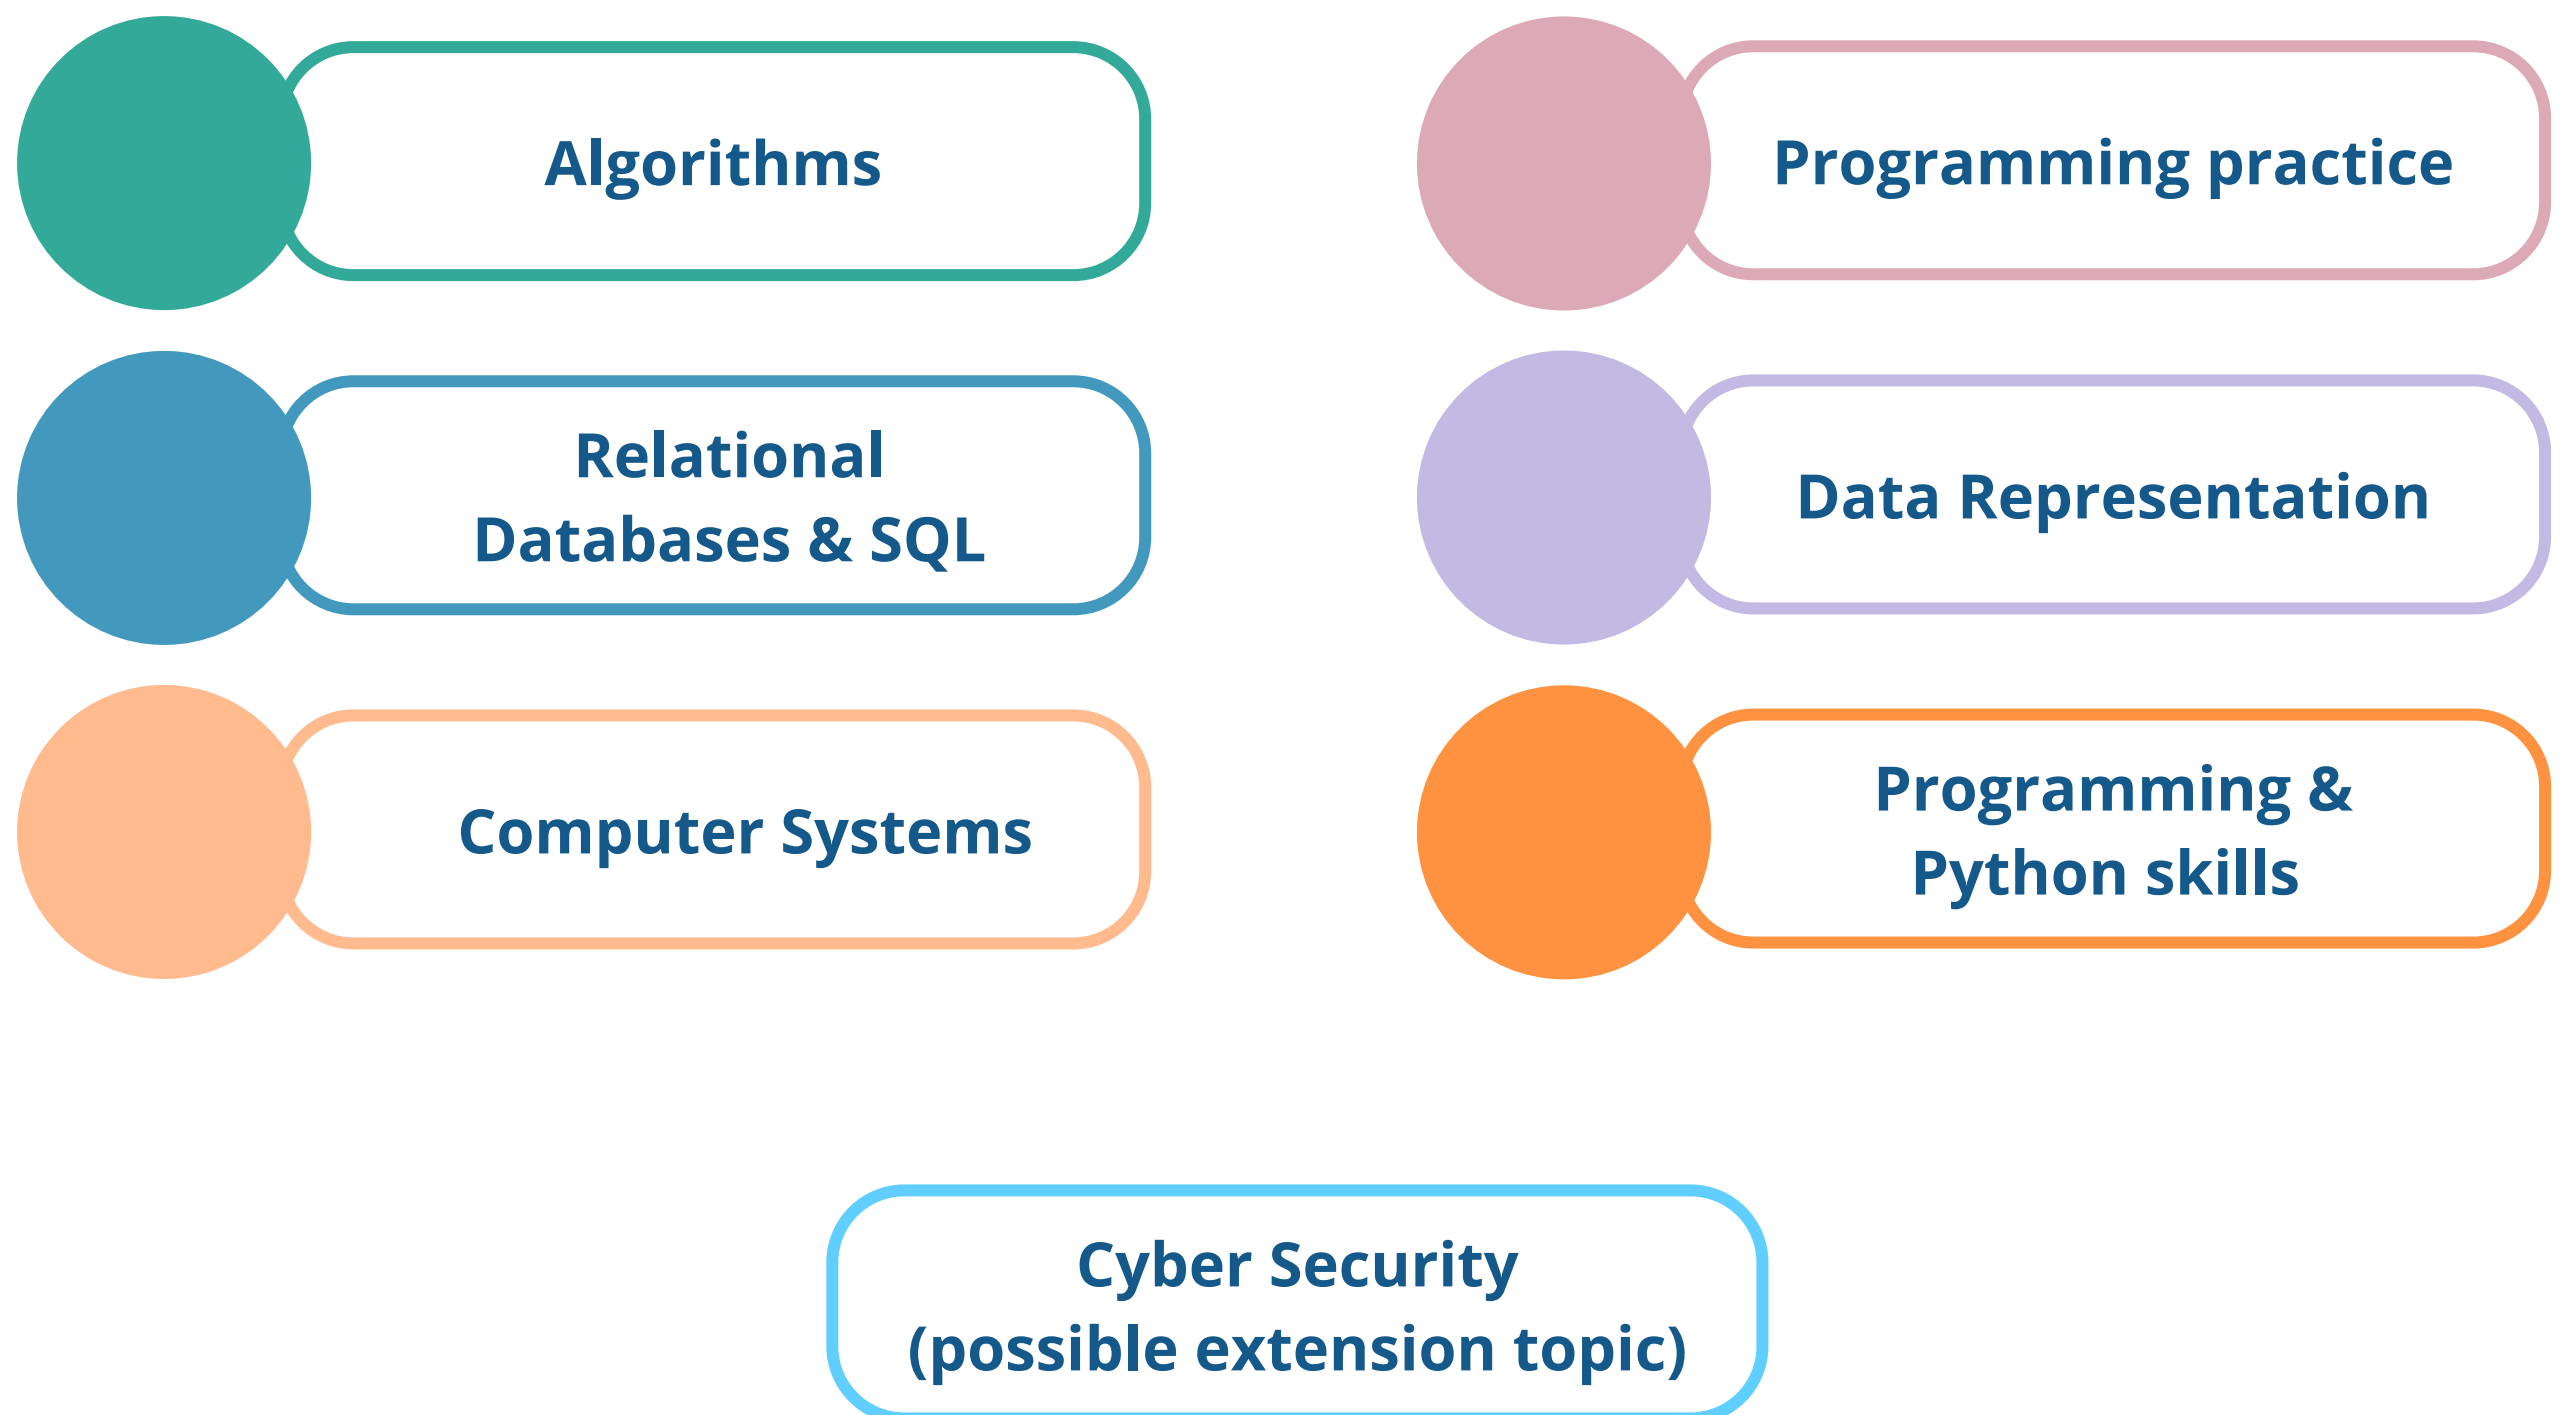 Algorithms
Programming practice
Relational
Databases & SQL
Data Representation
Computer Systems
Programming &
Python skills
Cyber Security
(possible extension topic)